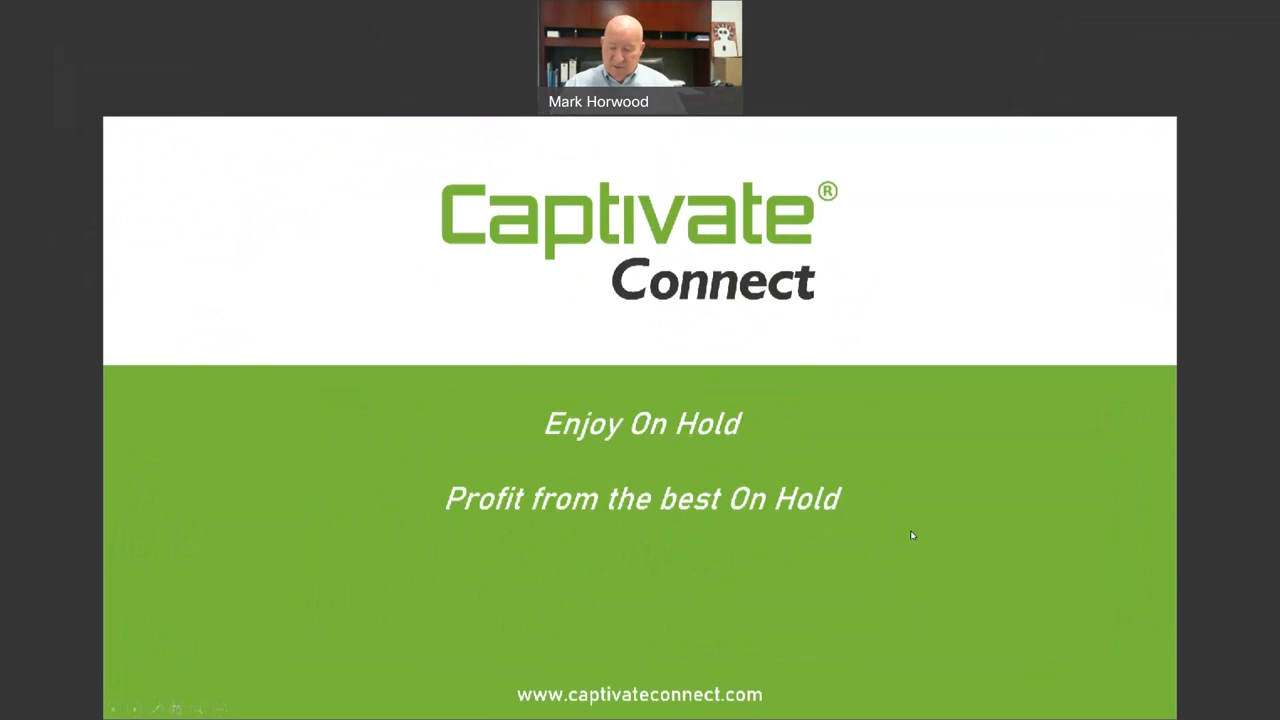 Mark Horwood
Captivate®
Connect
Enjoy On Hold
Profit from the best On Hold
www.captivateconnect.com